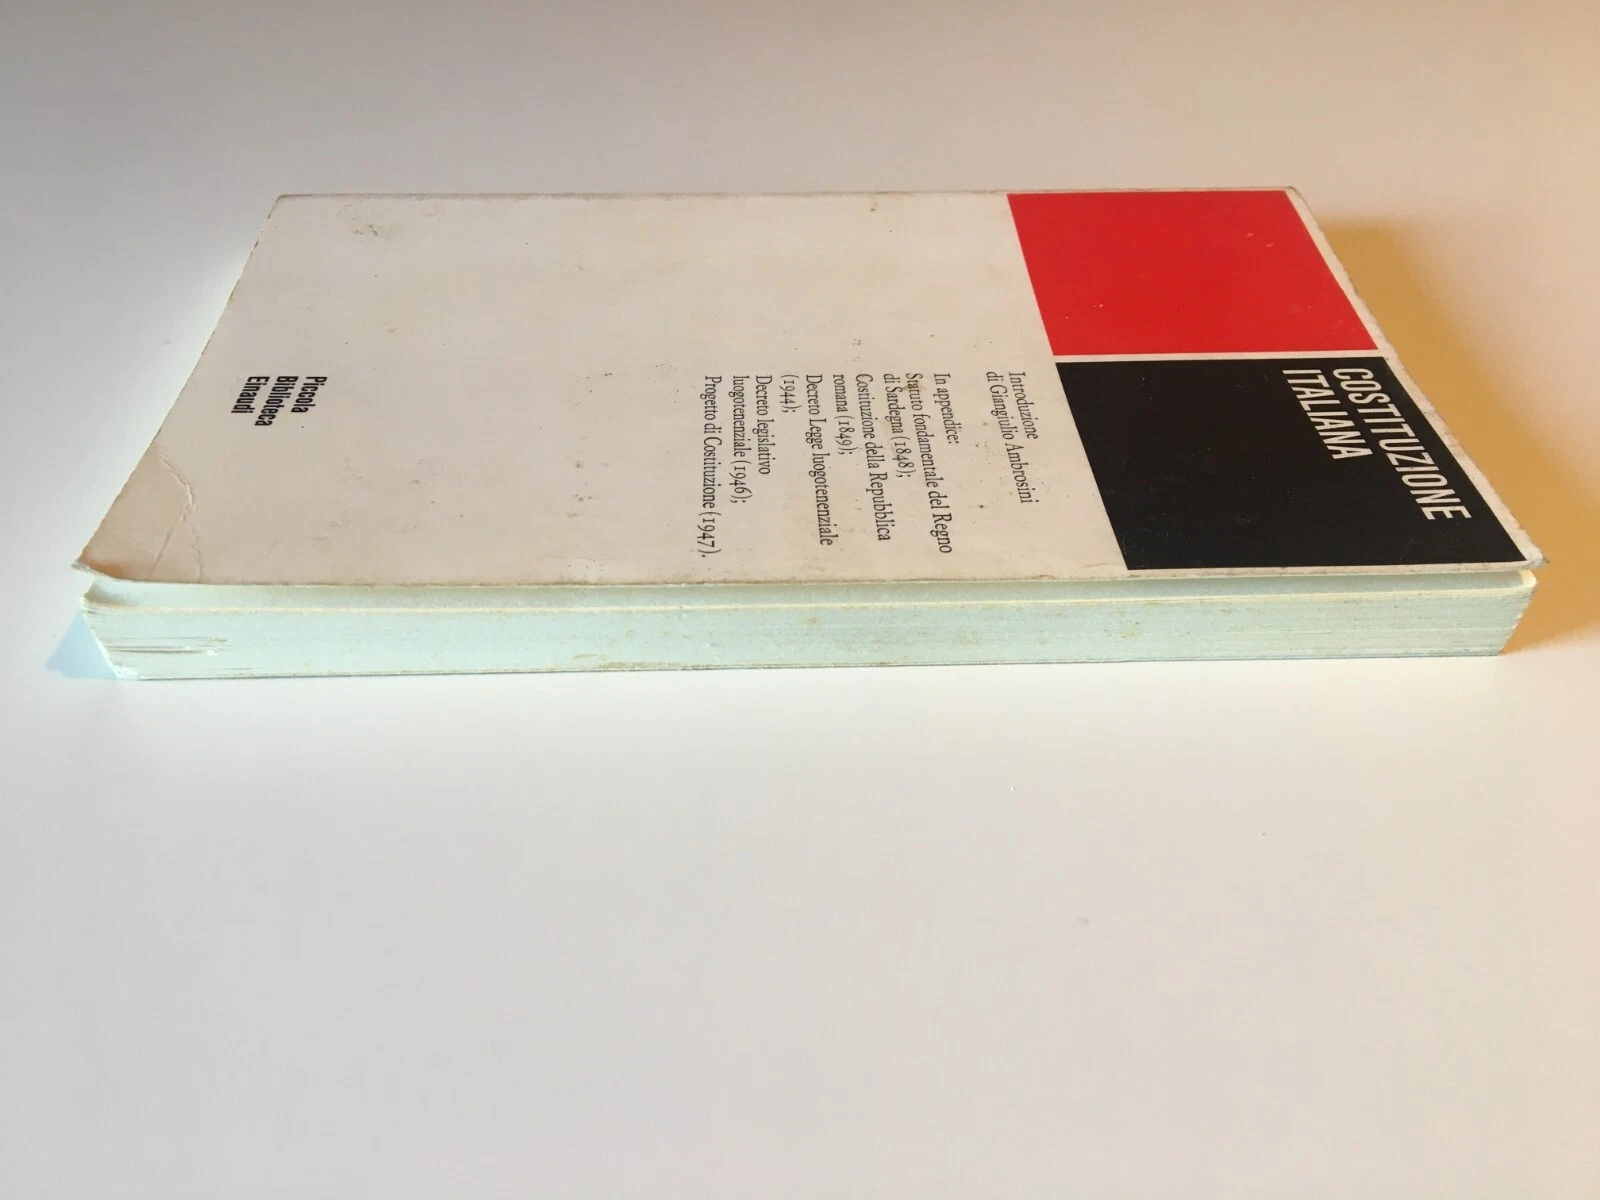 COSTITUZIONE
ITALIANA
Introduzione
di Giangiulio Ambrosini
In appendice:
Statuto fondamentale del Regno
di Sardegna (1848);
Costituzione della Repubblica
romana (1849);
Decreto Legge luogotenenziale
(1944);
Decreto legislativo
luogotenenziale (1946);
Progetto di Costituzione (1947).
Piccola
Biblioteca
Einaudi